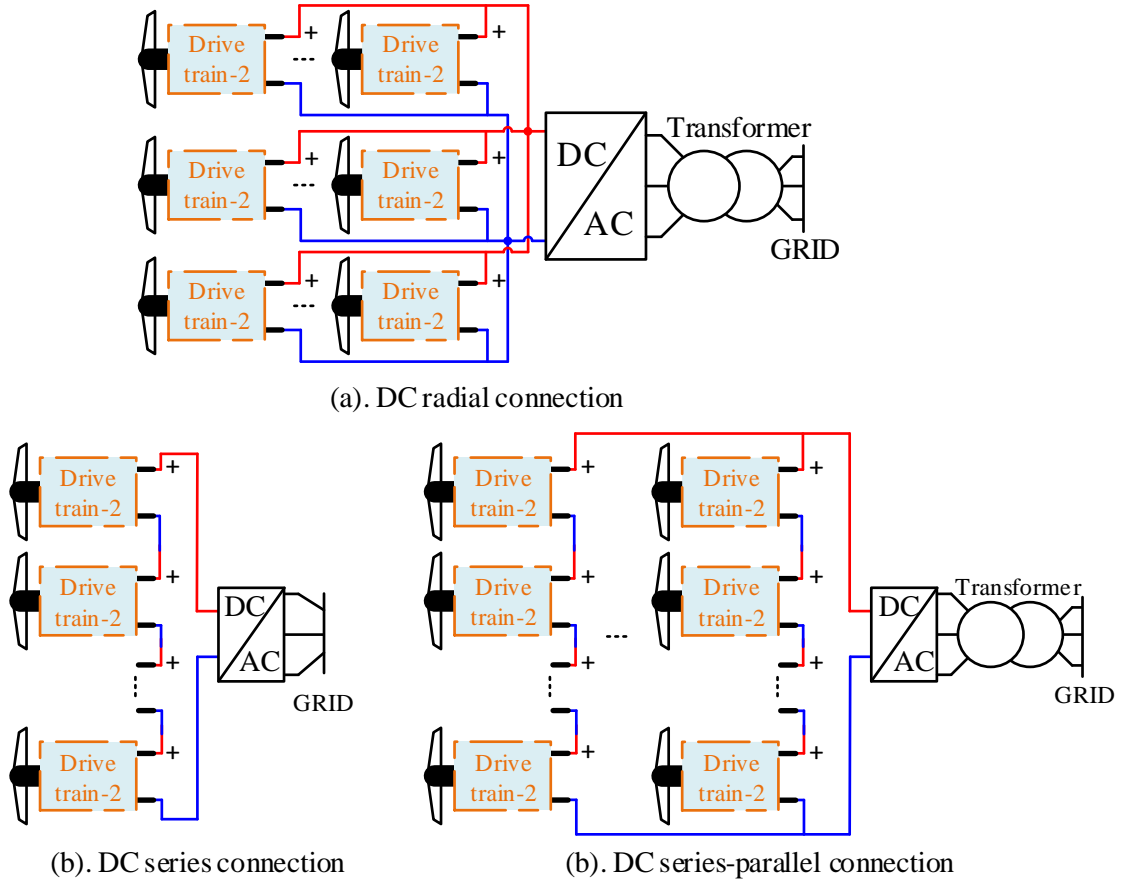 Drive
train-2
+
Drive
train-2
+
Drive
train-2
+
Drive
train-2
+
Drive
train-2
+
Drive
train-2
+
DC
AC
Transformer
GRID
(a). DC radial connection
Drive
train-2
+
Drive
train-2
+
+
Drive
train-2
+
DC
AC
GRID
(b). DC series connection
Drive
train-2
+
Drive
train-2
+
Drive
train-2
+
Drive
train-2
+
+
+
Drive
train-2
+
Drive
train-2
+
DC
AC
Transformer
GRID
(b). DC series-parallel connection